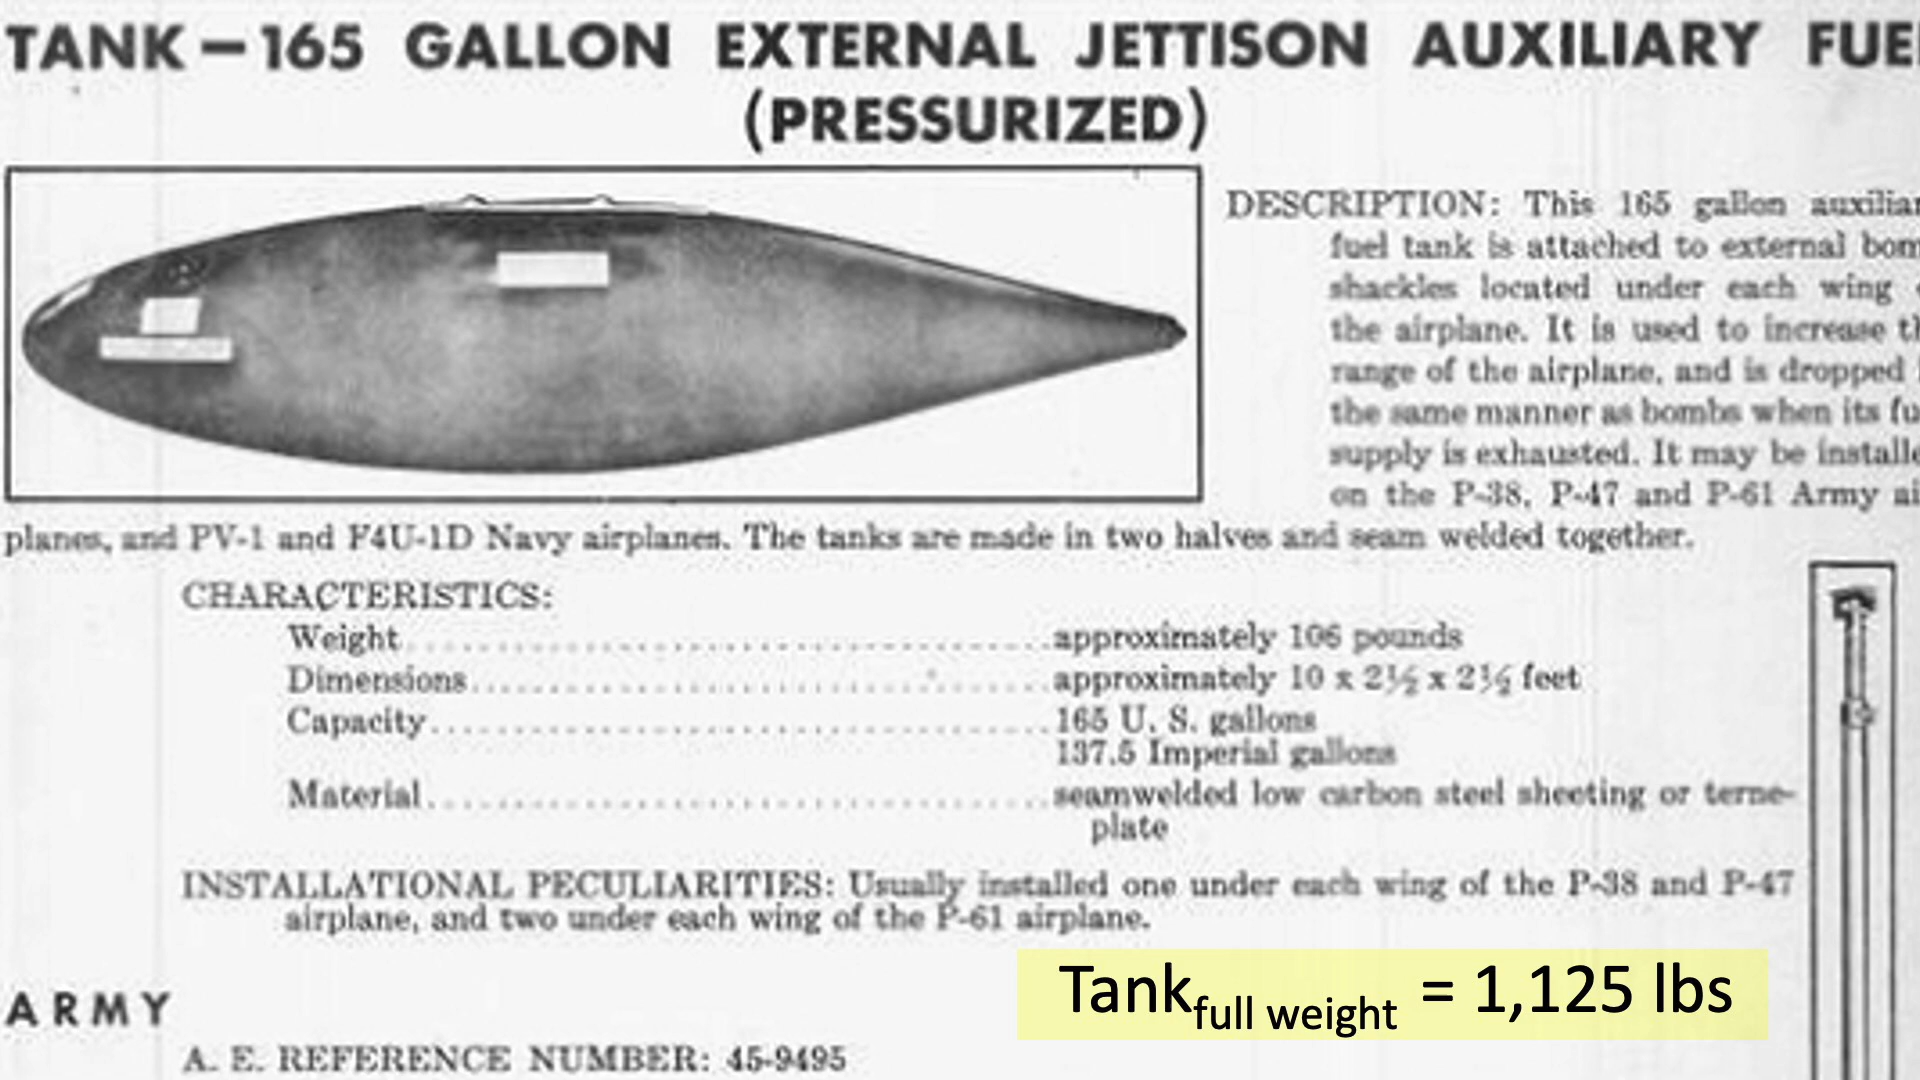 TANK — 165 GALLON EXTERNAL JETTISON AUXILIARY FUE
(PRESSURIZED)
DESCRIPTION: This 165 gallon auxiliar
fuel tank is attached to external bom
shackles located under each wing
the airplane. It is used to increase th
range of the airplane, and is dropped
the same manner as bombs when its fu
supply is exhausted. It may be installe
on the P-38, P-47 and P-61 Army ai
planes, and PV-1 and F4U-1D Navy airplanes. The tanks are made in two halves and seam welded together.
CHARACTERISTICS:
Weight..............................approximately 106 pounds
Dimensions..............................approximately 10 x 2½ x 2½ feet
Capacity..............................165 U. S. gallons
137.5 Imperial gallons
Material..............................seamwelded low carbon steel sheeting or terne-
plate
INSTALLATIONAL PECULIARITIES: Usually installed one under each wing of the P-38 and P-47
airplane, and two under each wing of the P-61 airplane.
Tank full weight = 1,125 lbs
ARMY
A. E. REFERENCE NUMBER: 45-9495